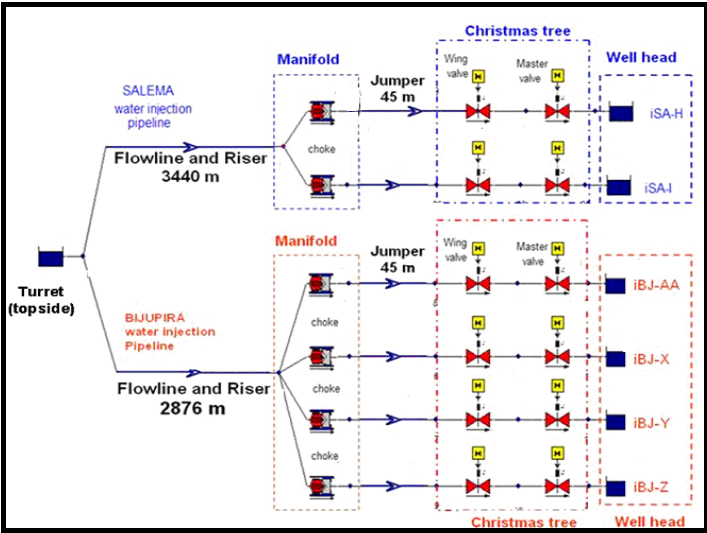 Christmas tree
Manifold
Well head
Wing
valve
Master
valve
SALEMA
water injection
pipeline
Jumper
45 m
iSA-H
choke
Flowline and Riser
3440 m
iSA-I
H
H
H
H
Manifold
Jumper
45 m
Wing
valve
Master
valve
H
H
Turret
(topside)
iBJ-AA
BIJUPIRÁ
water injection
Pipeline
choke
H
H
iBJ-X
Flowline and Riser
2876 m
choke
H
H
iBJ-Y
choke
H
H
iBJ-Z
Christmas tree
Well head